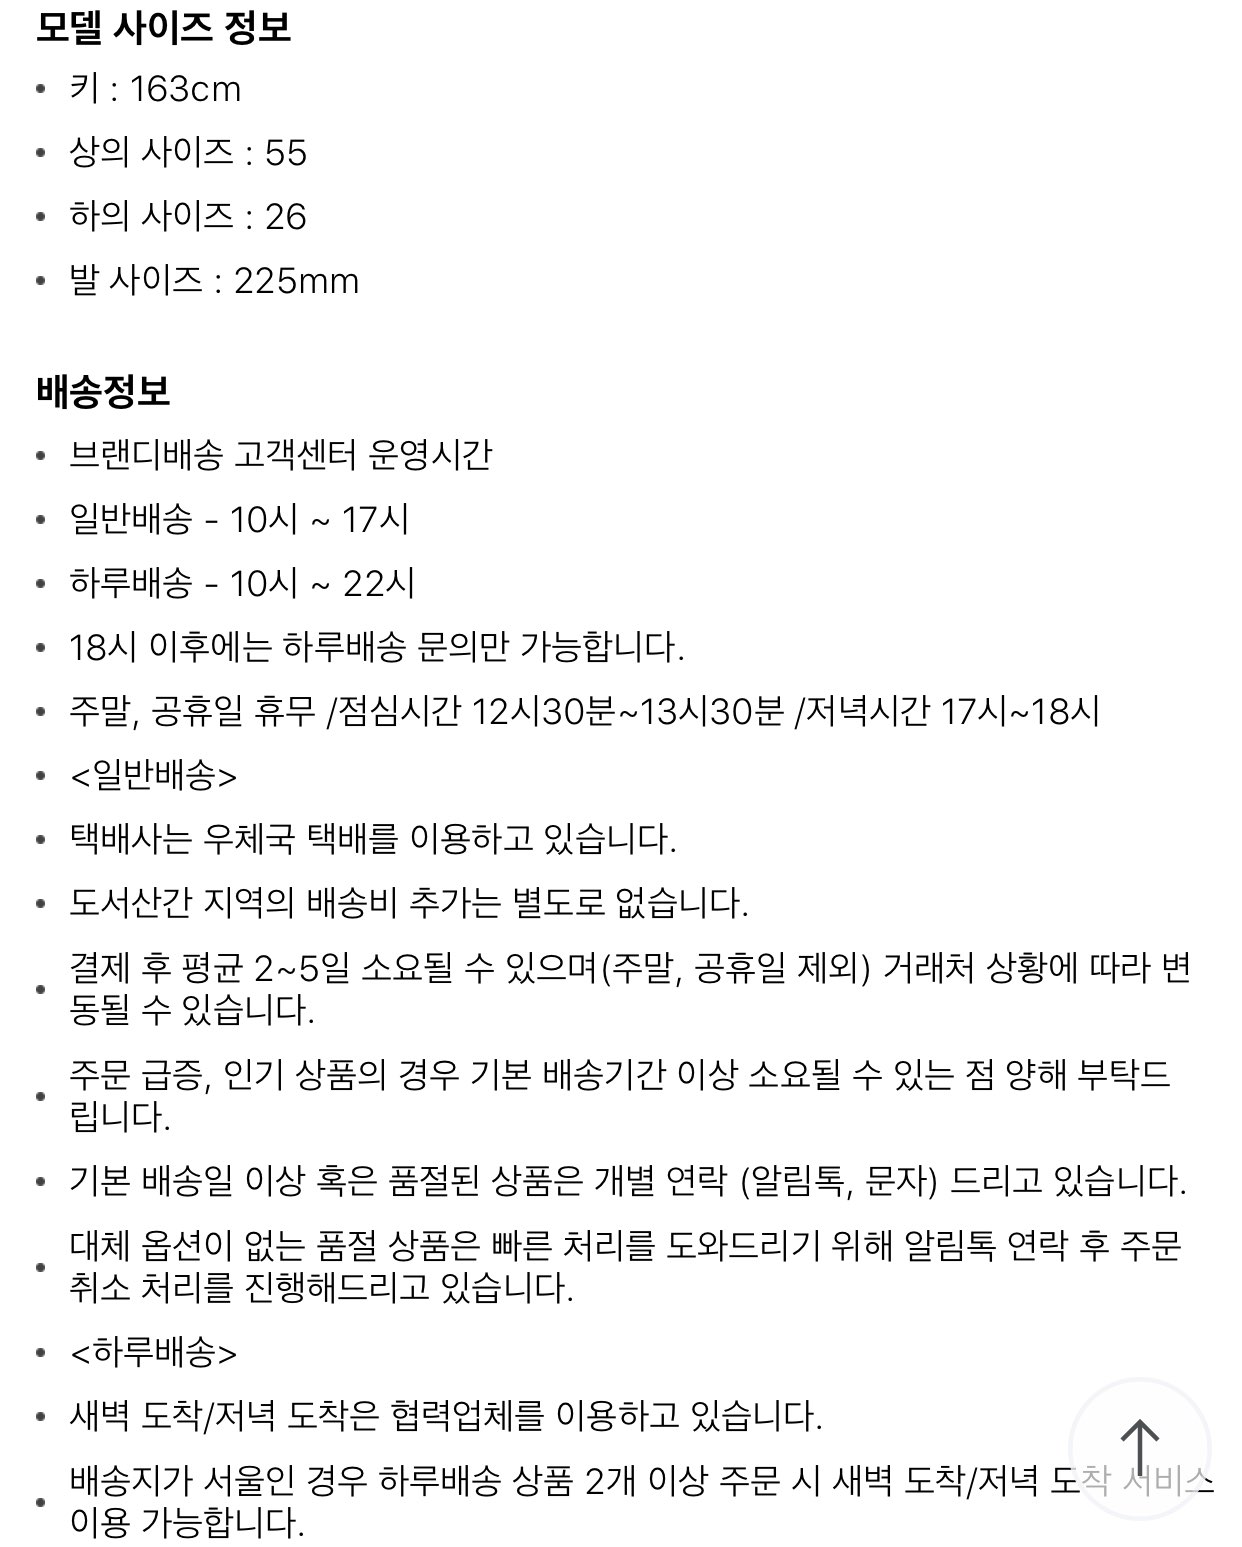 모델 사이즈 정보
키 : 163cm
상의 사이즈 : 55
하의 사이즈 : 26
발 사이즈 : 225mm
배송정보
브랜디배송 고객센터 운영시간
일반배송 - 10시 ~ 17시
하루배송 - 10시 ~ 22시
18시 이후에는 하루배송 문의만 가능합니다.
주말, 공휴일 휴무 /점심시간 12시30분~13시30분 /저녁시간 17시~18시
<일반배송>
택배사는 우체국 택배를 이용하고 있습니다.
도서산간 지역의 배송비 추가는 별도로 없습니다.
결제 후 평균 2~5일 소요될 수 있으며(주말, 공휴일 제외) 거래처 상황에 따라 변
동될 수 있습니다.
주문 급증, 인기 상품의 경우 기본 배송기간 이상 소요될 수 있는 점 양해 부탁드
립니다.
기본 배송일 이상 혹은 품절된 상품은 개별 연락 (알림톡, 문자) 드리고 있습니다.
대체 옵션이 없는 품절 상품은 빠른 처리를 도와드리기 위해 알림톡 연락 후 주문
취소 처리를 진행해드리고 있습니다.
<하루배송>
새벽 도착/저녁 도착은 협력업체를 이용하고 있습니다.
배송지가 서울인 경우 하루배송 상품 2개 이상 주문 시 새벽 도착/저녁 도착 서비스
이용 가능합니다.